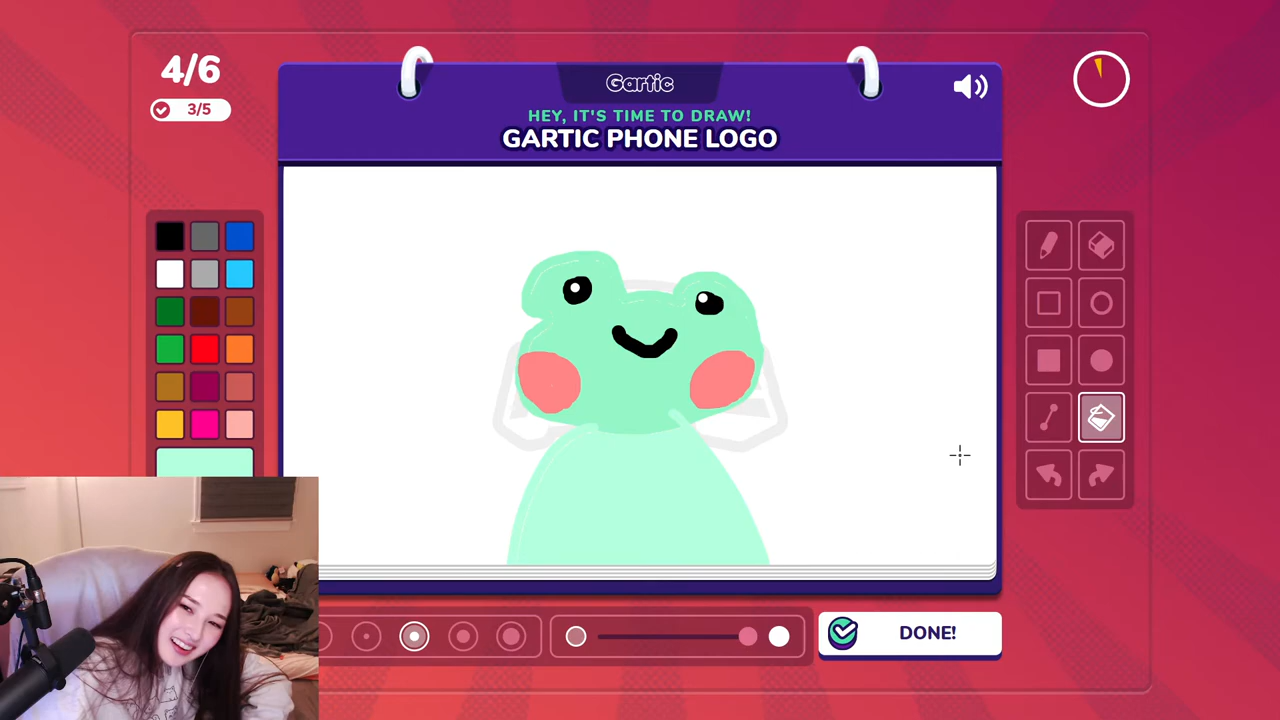 4/6
3/5
Gartic
HEY, IT'S TIME TO DRAW!
GARTIC PHONE LOGO
DONE!